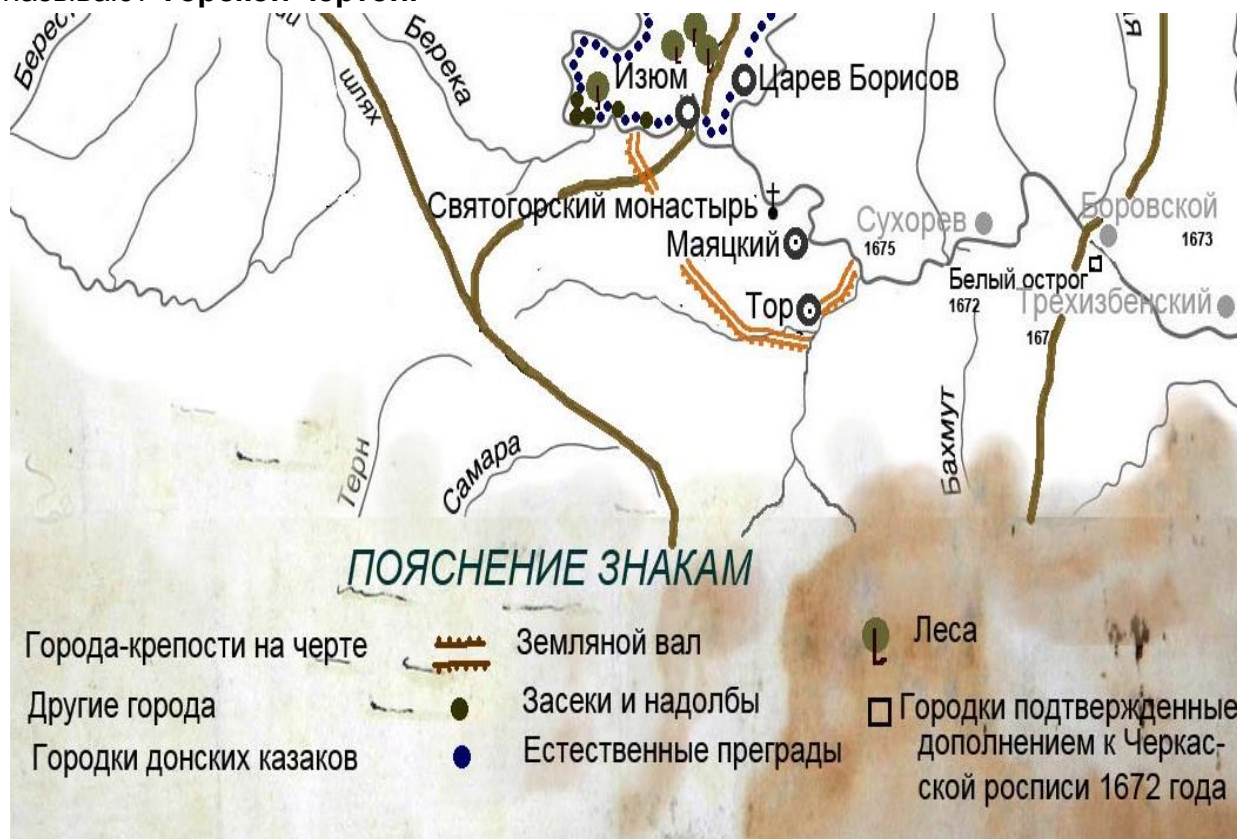 Торской чертой.
Берека
шлях
Изюм
Царев Борисов
Святогорский монастырь
Маяцкий
Сухорев
1675
Боровской
1673
Белый острог
1672
Трехизбенский
Тор
Терн
Самара
Бахмут
ПОЯСНЕНИЕ ЗНАКАМ
Города-крепости на черте
Другие города
Городки донских казаков
Земляной вал
Засеки и надолбы
Естественные преграды
Леса
Городки подтвержденные
дополнением к Черкас-
ской росписи 1672 года